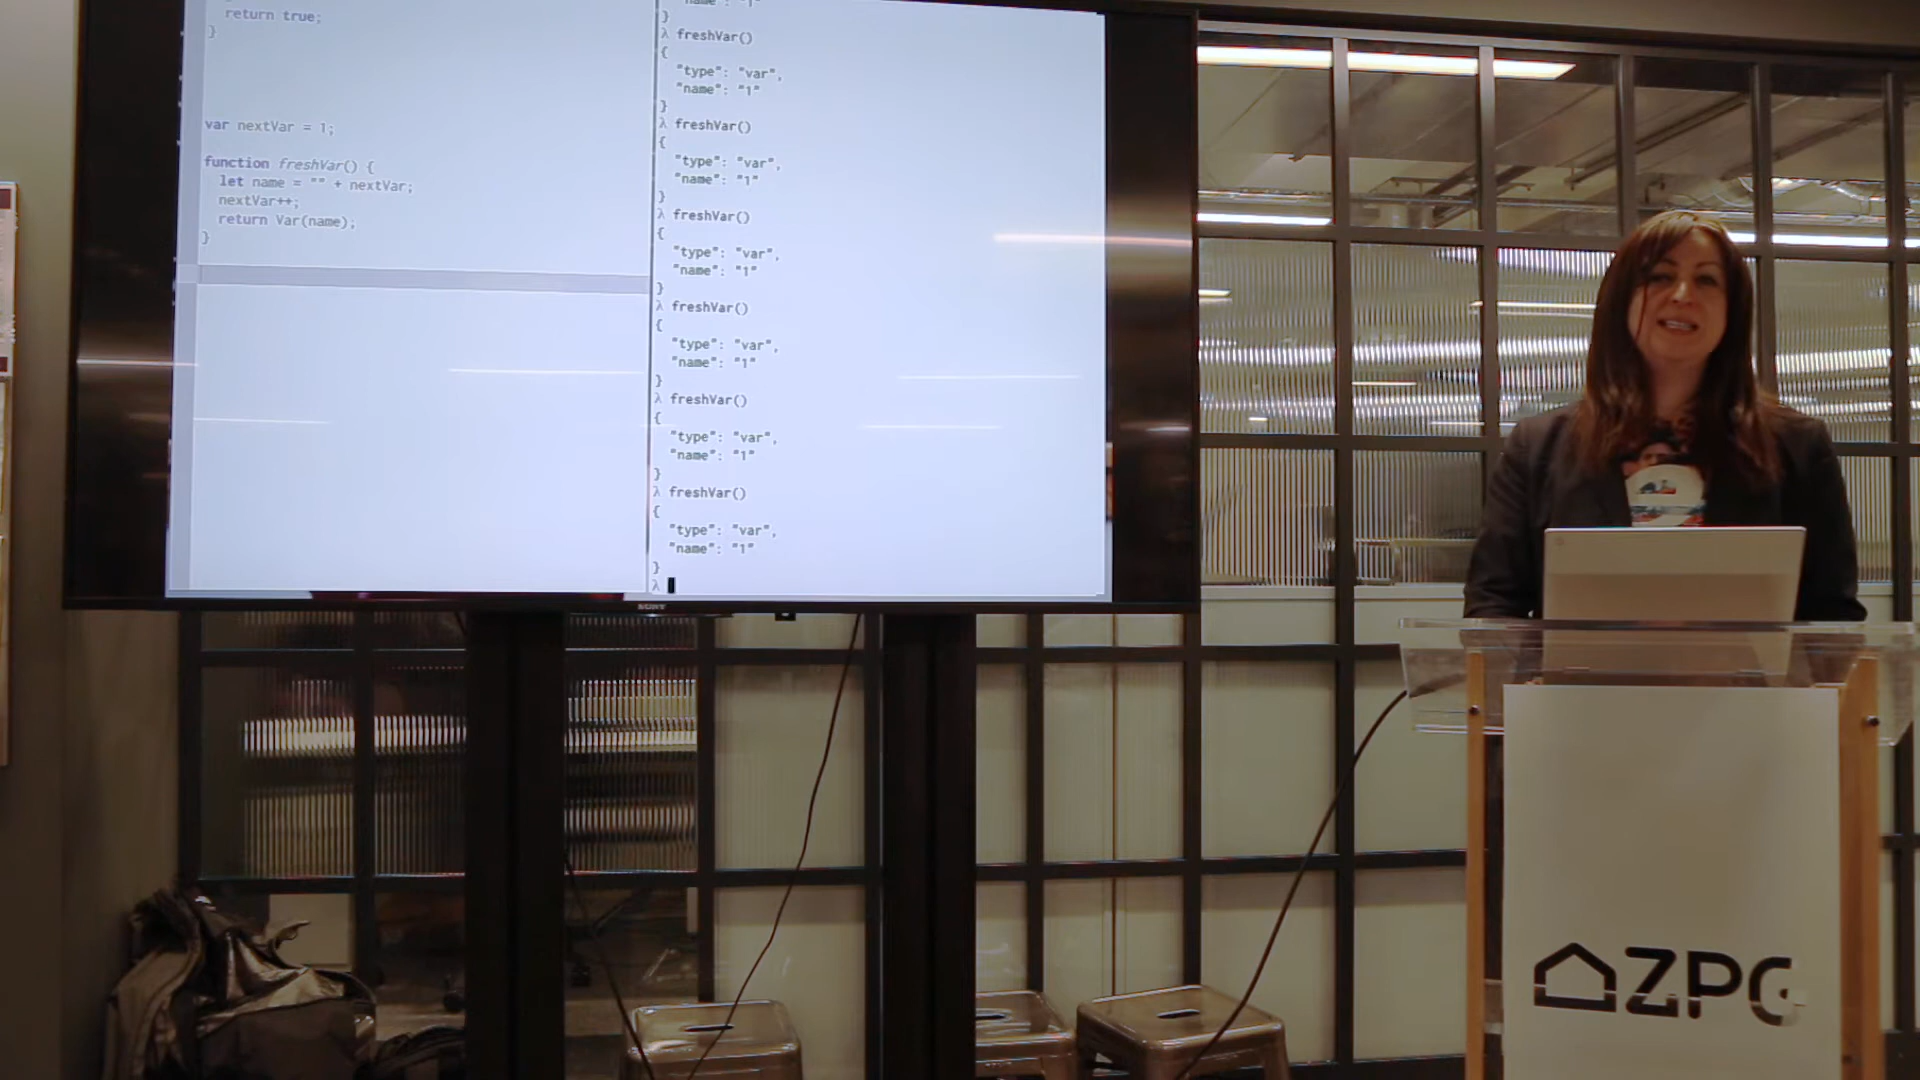 return true;
}
var nextVar = 1;
function freshVar() {
let name = "" + nextVar;
nextVar++;
return Var(name);
}
"name": "1"
}
λ freshVar()
{
"type": "var",
"name": "1"
}
λ freshVar()
{
"type": "var",
"name": "1"
}
λ freshVar()
{
"type": "var",
"name": "1"
}
λ freshVar()
{
"type": "var",
"name": "1"
}
λ freshVar()
{
"type": "var",
"name": "1"
}
λ freshVar()
{
"type": "var",
"name": "1"
}
λ
SONY
ZPG